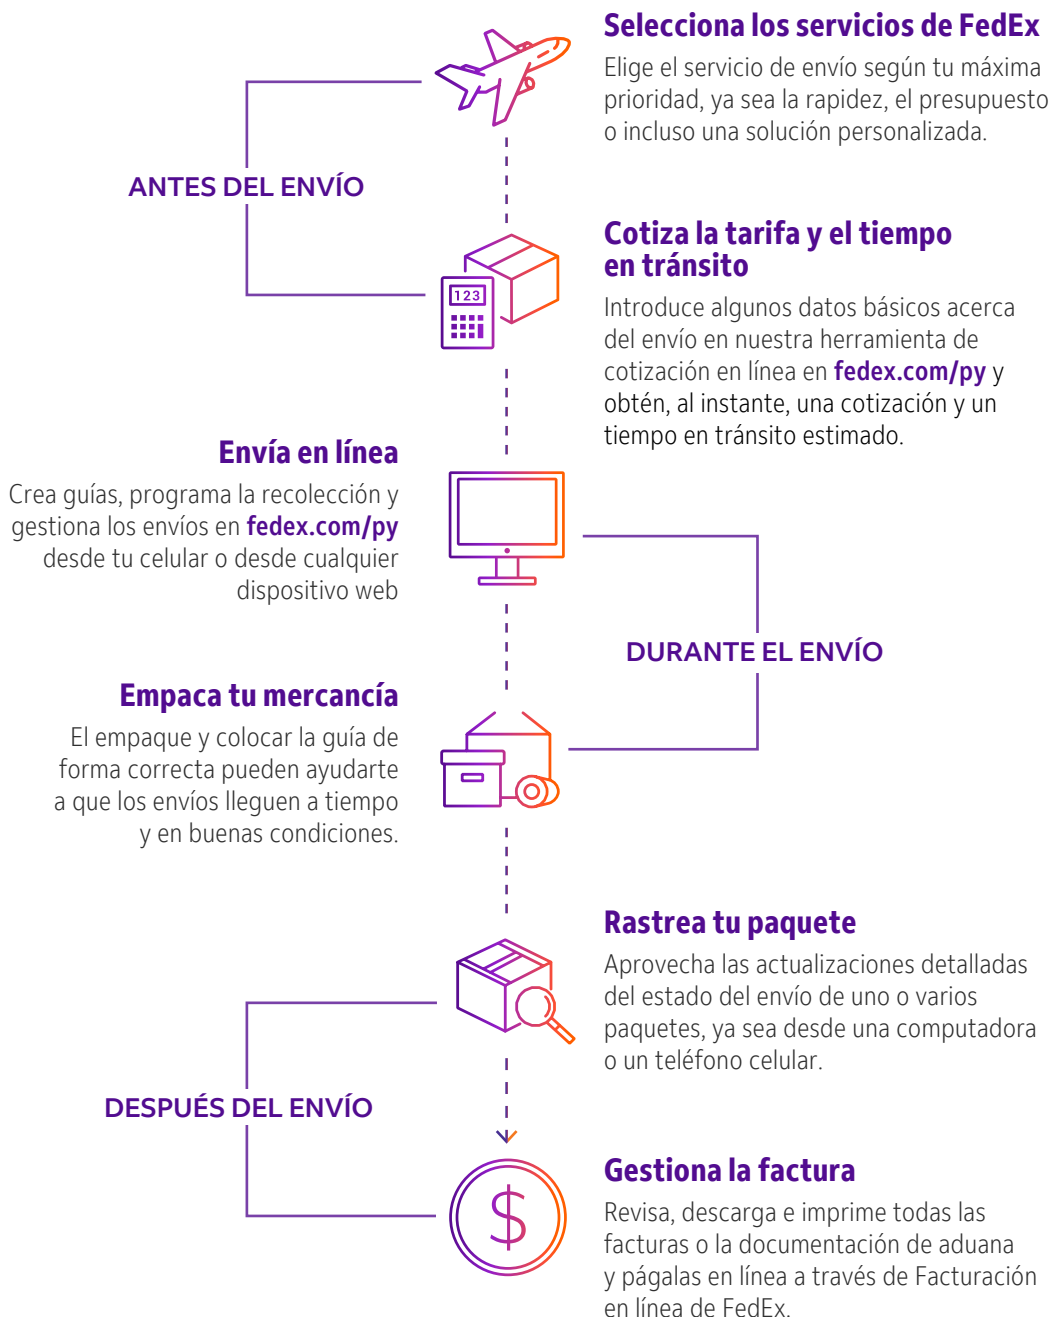 Selecciona los servicios de FedEx
Elige el servicio de envío según tu máxima
prioridad, ya sea la rapidez, el presupuesto
o incluso una solución personalizada.
ANTES DEL ENVÍO
Cotiza la tarifa y el tiempo
en tránsito
123
Introduce algunos datos básicos acerca
del envío en nuestra herramienta de
cotización en línea en fedex.com/py y
obtén, al instante, una cotización y un
tiempo en tránsito estimado.
Envía en línea
Crea guías, programa la recolección y
gestiona los envíos en fedex.com/py
desde tu celular o desde cualquier
dispositivo web
DURANTE EL ENVÍO
Empaca tu mercancía
El empaque y colocar la guía de
forma correcta pueden ayudarte
a que los envíos lleguen a tiempo
y en buenas condiciones.
Rastrea tu paquete
Aprovecha las actualizaciones detalladas
del estado del envío de uno o varios
paquetes, ya sea desde una computadora
o un teléfono celular.
DESPUÉS DEL ENVÍO
Gestiona la factura
$
Revisa, descarga e imprime todas las
facturas o la documentación de aduana
y págalas en línea a través de Facturación
en línea de FedEx.